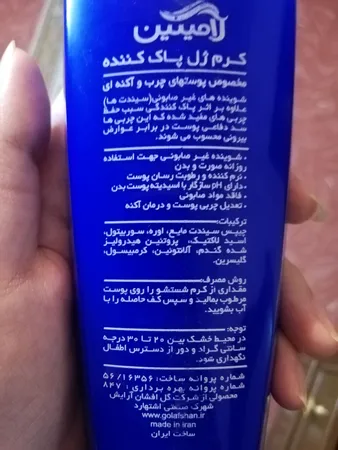 لامینین
کرم ژل پاک کننده
مخصوص پوستهای چرب و آکنه ای
شوینده های غیر صابونی(سیندت ها)
علاوه بر اثر پاک کنندگی سبب حفظ
چربی های مفید شده که این چربی ها
سد دفاعی پوست در برابر عوارض
بیرونی محسوب می شوند.
- شوینده غیر صابونی جهت استفاده
روزانه صورت و بدن
- نرم کننده و رطوبت رسان پوست
- دارای pH سازگار با اسیدیته پوست بدن
- فاقد مواد صابونی
- تعدیل چربی پوست و درمان آکنه
ترکیبات:
چیپس سیندت مایع، اوره، سوربیتول،
اسید لاکتیک، پروتئین هیدرولیز
شده گندم، آلانتوئین، کرمبیسول،
گلیسرین.
روش مصرف:
مقداری از کرم شستشو را روی پوست
مرطوب بمالید و سپس کف حاصله را با
آب بشویید.
توجه:
در محیط خشک بین ۲۰ تا ۳۰ درجه
سانتی گراد و دور از دسترس اطفال
نگهداری شود.
شماره پروانه ساخت: ۵۶/۱۶۳۵۶
شماره پروانه بهره برداری: ۸۴۷
محصولی از شرکت گل افشان آرایش
شهرک صنعتی اشتهارد
www.golafshan.ir
made in iran
ساخت ایران